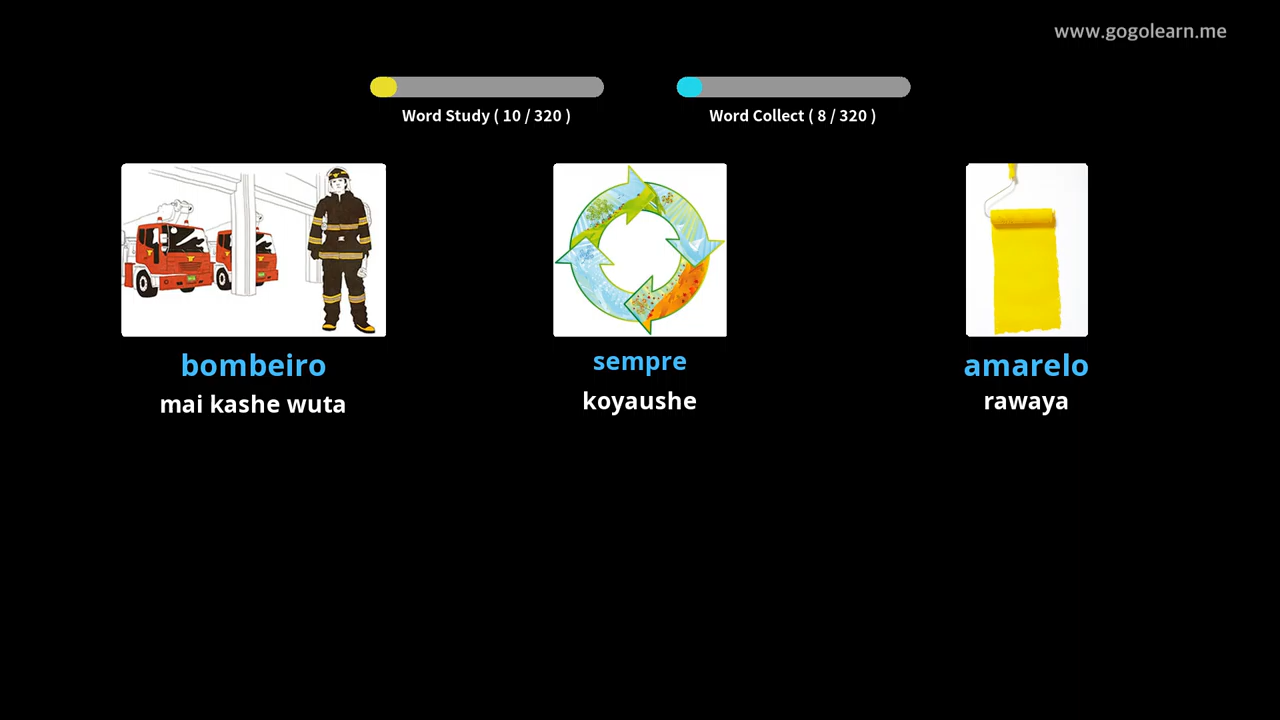 www.gogolearn.me
Word Study ( 10 / 320 )
Word Collect ( 8 / 320 )
bombeiro
mai kashe wuta
sempre
koyaushe
amarelo
rawaya